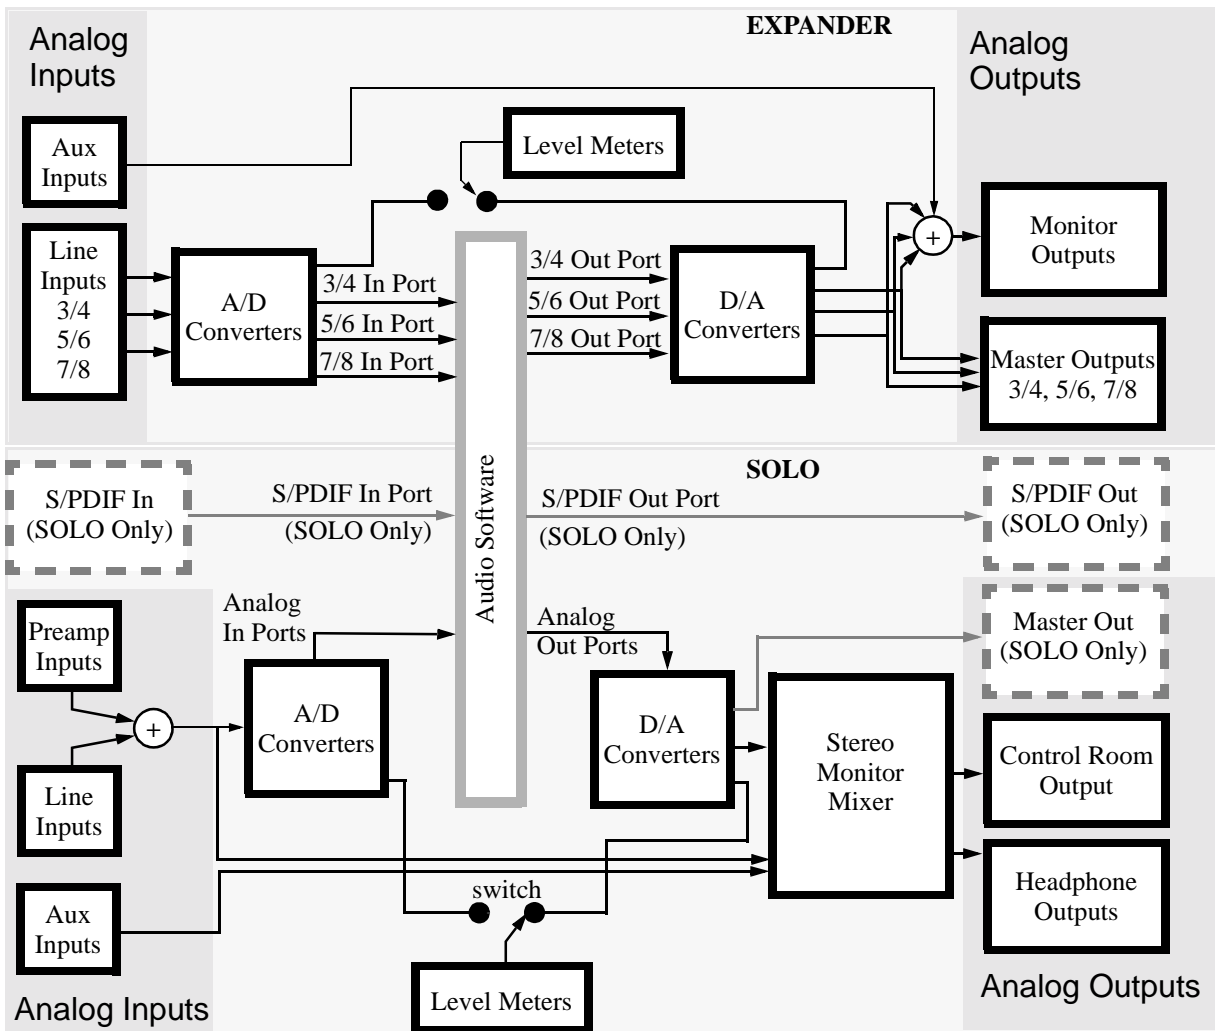 EXPANDER
Analog
Inputs
Analog
Outputs
Aux
Inputs
Level Meters
Line
Inputs
3/4
5/6
7/8
A/D
Converters
3/4 In Port
5/6 In Port
7/8 In Port
3/4 Out Port
5/6 Out Port
7/8 Out Port
D/A
Converters
+
Monitor
Outputs
Master Outputs
3/4, 5/6, 7/8
Audio Software
SOLO
S/PDIF In
(SOLO Only)
S/PDIF In Port
(SOLO Only)
S/PDIF Out Port
(SOLO Only)
S/PDIF Out
(SOLO Only)
Preamp
Inputs
Analog
In Ports
Analog
Out Ports
Master Out
(SOLO Only)
+
A/D
Converters
D/A
Converters
Stereo
Monitor
Mixer
Control Room
Output
Line
Inputs
Headphone
Outputs
Aux
Inputs
switch
Level Meters
Analog Inputs
Analog Outputs